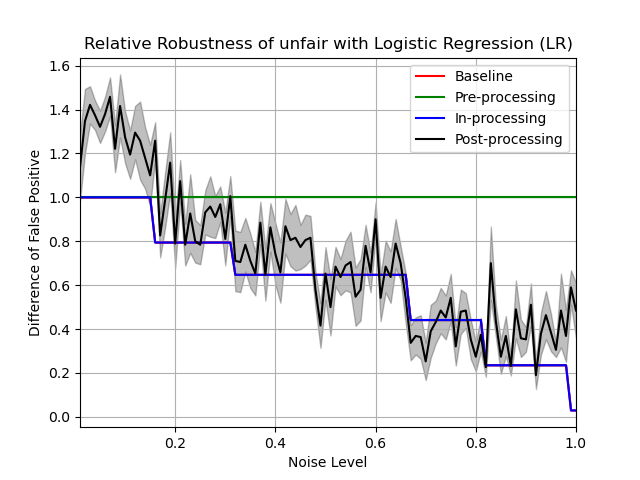 Relative Robustness of unfair with Logistic Regression (LR)
Difference of False Positive
1.6
1.4
1.2
1.0
0.8
0.6
0.4
0.2
0.0
Baseline
Pre-processing
In-processing
Post-processing
0.2 0.4 0.6 0.8 1.0
Noise Level